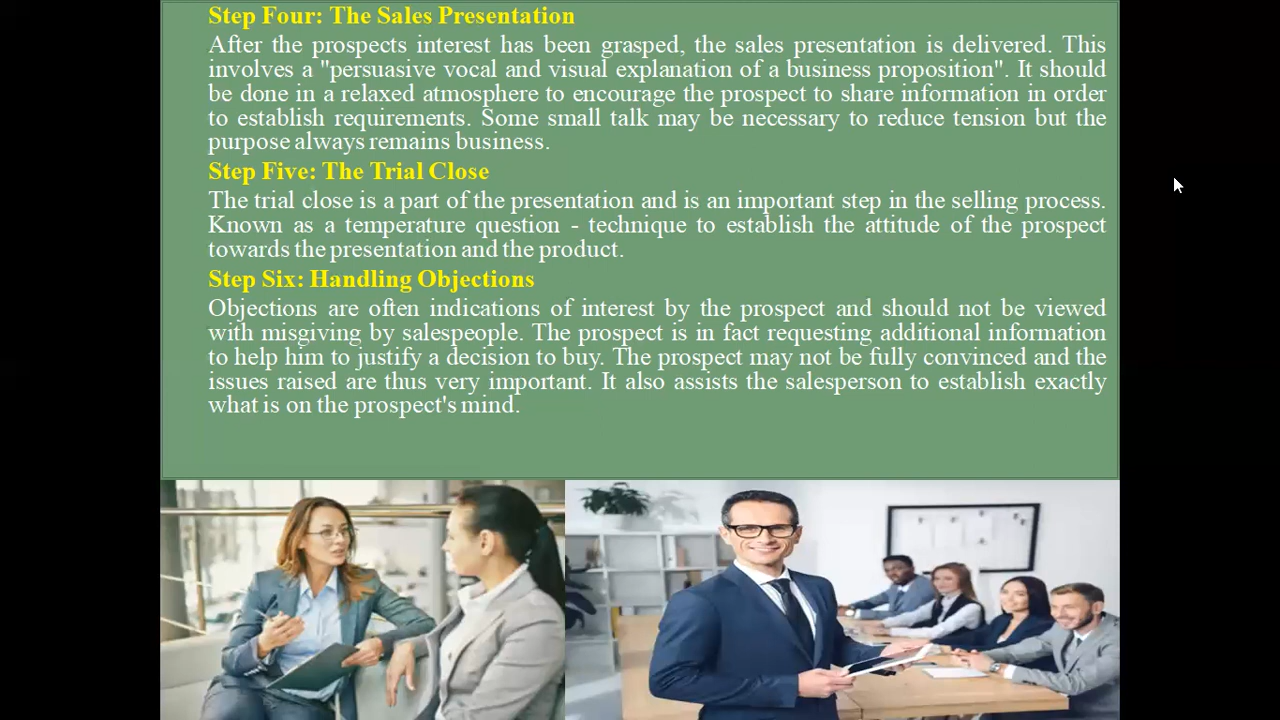 Step Four: The Sales Presentation
After the prospects interest has been grasped, the sales presentation is delivered. This
involves a "persuasive vocal and visual explanation of a business proposition". It should
be done in a relaxed atmosphere to encourage the prospect to share information in order
to establish requirements. Some small talk may be necessary to reduce tension but the
purpose always remains business.
Step Five: The Trial Close
The trial close is a part of the presentation and is an important step in the selling process.
Known as a temperature question - technique to establish the attitude of the prospect
towards the presentation and the product.
Step Six: Handling Objections
Objections are often indications of interest by the prospect and should not be viewed
with misgiving by salespeople. The prospect is in fact requesting additional information
to help him to justify a decision to buy. The prospect may not be fully convinced and the
issues raised are thus very important. It also assists the salesperson to establish exactly
what is on the prospect's mind.